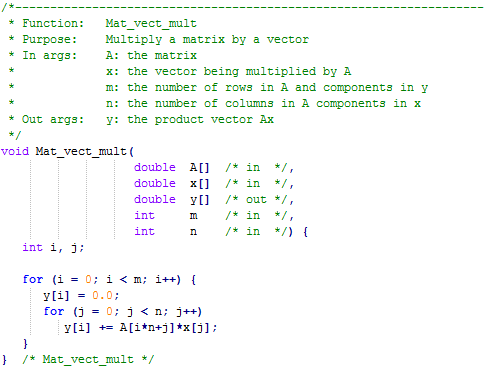 /*-------------------------------------------------------------------
 * Function:   Mat_vect_mult
 * Purpose:    Multiply a matrix by a vector
 * In args:    A: the matrix
 *             x: the vector being multiplied by A
 *             m: the number of rows in A and components in y
 *             n: the number of columns in A components in x
 * Out args:   y: the product vector Ax
 */
void Mat_vect_mult(
                   double  A[]  /* in  */,
                   double  x[]  /* in  */,
                   double  y[]  /* out */,
                   int     m    /* in  */,
                   int     n    /* in  */) {
   int i, j;
   for (i = 0; i < m; i++) {
      y[i] = 0.0;
      for (j = 0; j < n; j++)
         y[i] += A[i*n+j]*x[j];
   }
}  /* Mat_vect_mult */